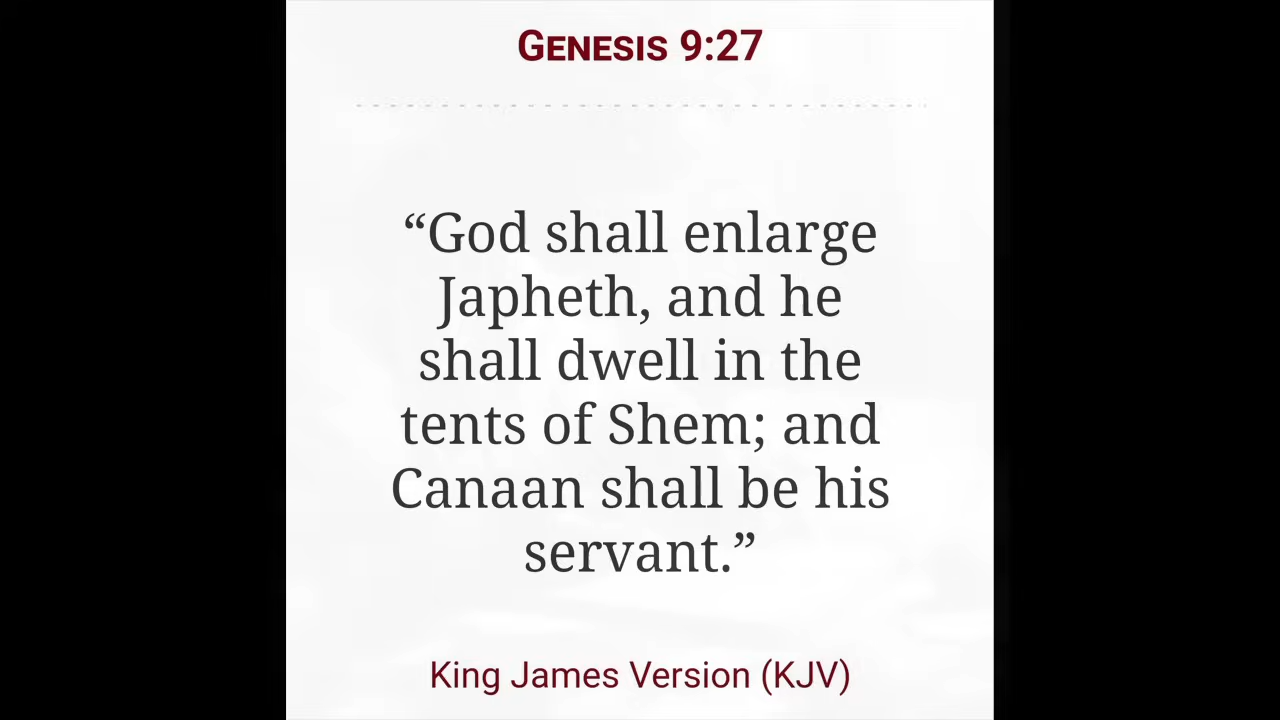 Genesis 9:27
“God shall enlarge
Japheth, and he
shall dwell in the
tents of Shem; and
Canaan shall be his
servant.”
King James Version (KJV)